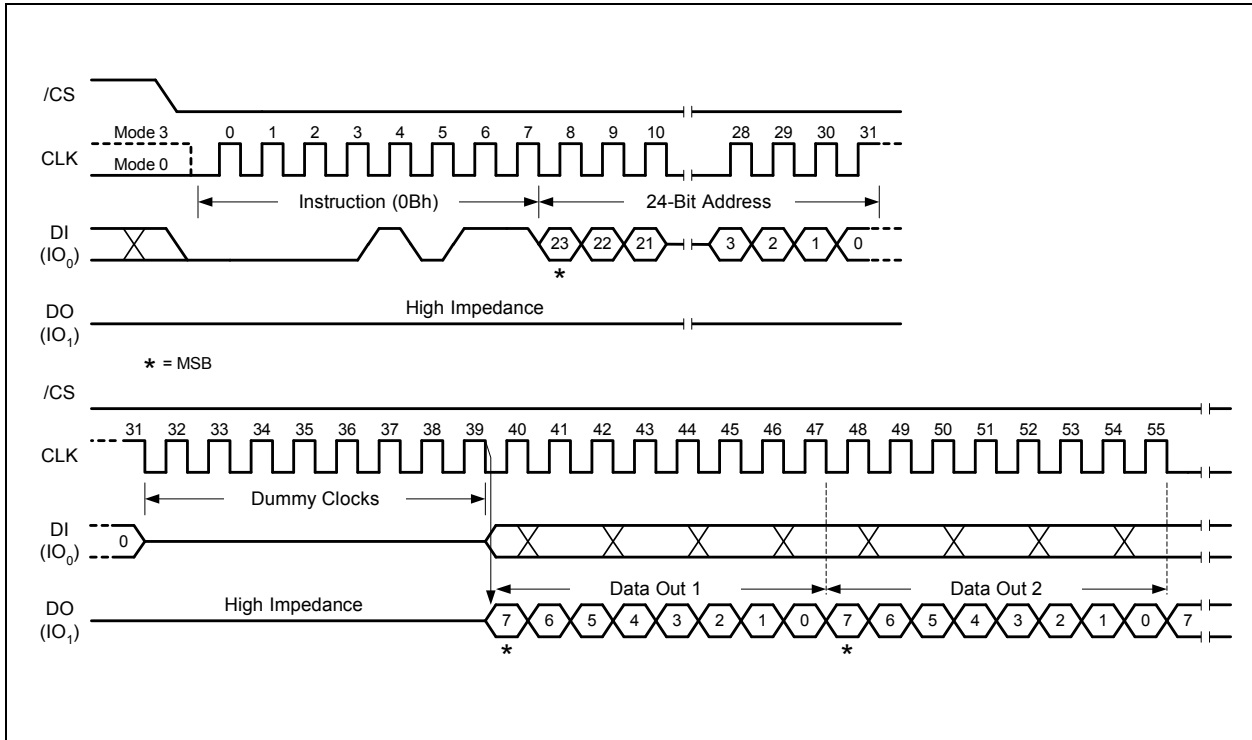 /CS
Mode 3 0 1 2 3 4 5 6 7 8 9 10 28 29 30 31
CLK
Mode 0
Instruction (0Bh) 24-Bit Address
DI
(IO0) 23 22 21 3 2 1 0
*
DO
(IO1) High Impedance
* = MSB
/CS
31 32 33 34 35 36 37 38 39 40 41 42 43 44 45 46 47 48 49 50 51 52 53 54 55
CLK
Dummy Clocks
DI
(IO0) 0
Data Out 1 Data Out 2
DO
(IO1) High Impedance 7 6 5 4 3 2 1 0 7 6 5 4 3 2 1 0 7
* *